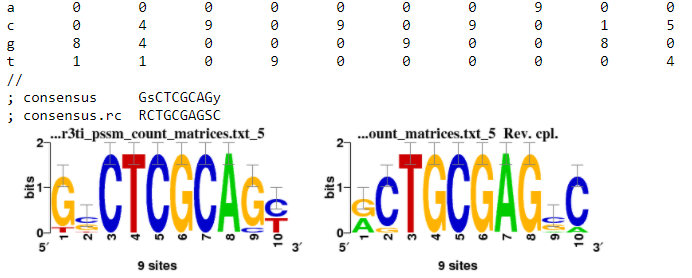 a 0 0 0 0 0 0 0 9 0 0
c 0 4 9 0 9 0 9 0 1 5
g 8 4 0 0 0 9 0 0 8 0
t 1 1 0 9 0 0 0 0 0 4
//
; consensus GsCTCGCAGy
; consensus.rc RCTGCGAGSC
...r3ti_pssm_count_matrices.txt_5
2
bits
1
0
GCTCGCAGC
TCGCT
5′ 1 2 3 4 5 6 7 8 9 10 3′
9 sites
...ount_matrices.txt_5 Rev. cpl.
2
bits
1
0
GCTGCGAGC
A
5′ 1 2 3 4 5 6 7 8 9 10 3′
9 sites